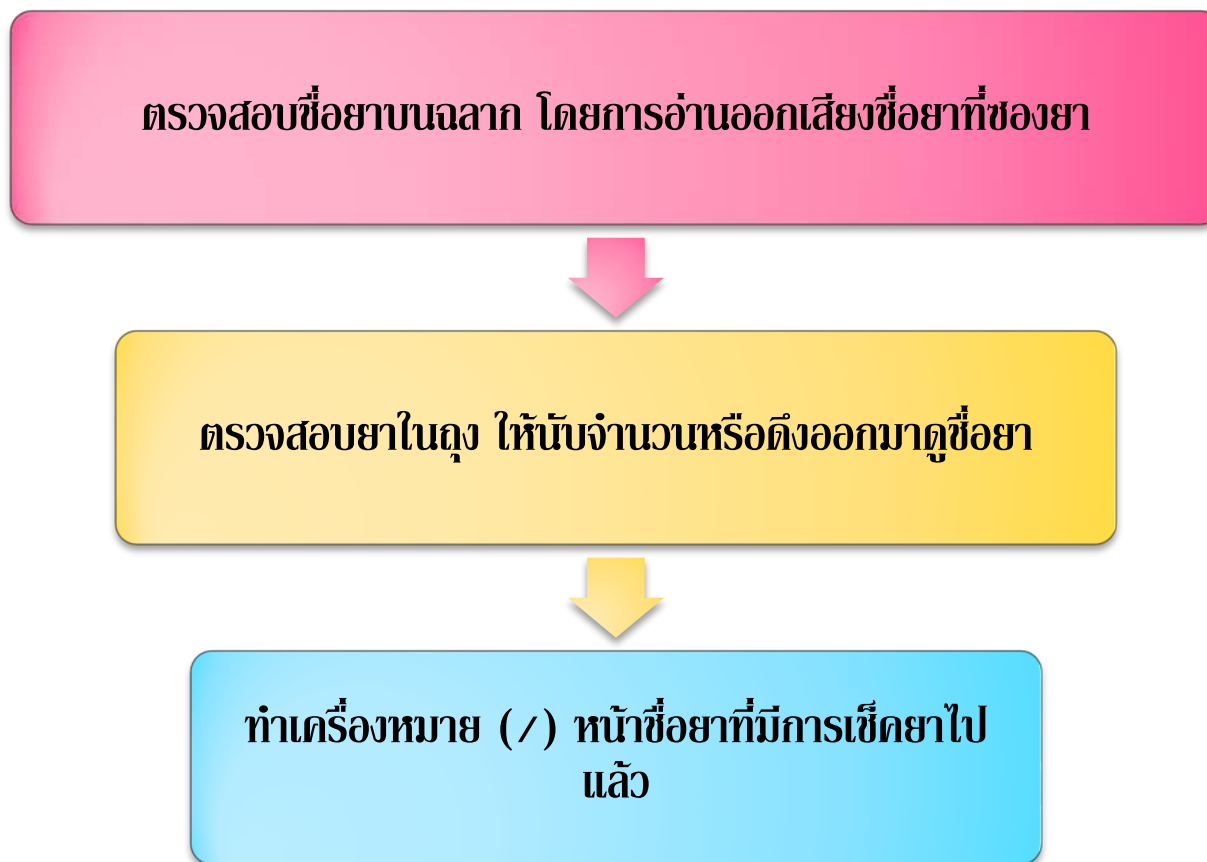 ตรวจสอบชื่อยาบนฉลาก โดยการอ่านออกเสียงชื่อยาที่ซองยา
ตรวจสอบยาในถุง ให้นับจำนวนหรือดึงออกมาดูชื่อยา
ทำเครื่องหมาย (/) หน้าชื่อยาที่มีการเช็คยาไป
แล้ว